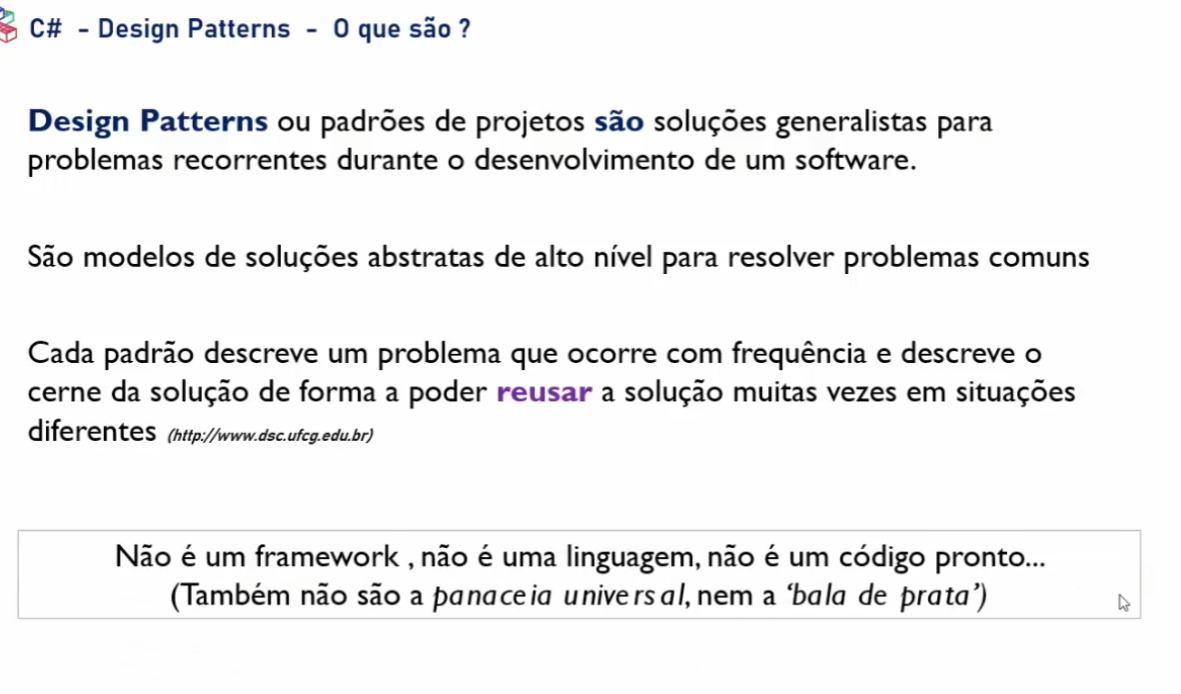 C# - Design Patterns - O que são ?
Design Patterns ou padrões de projetos são soluções generalistas para
problemas recorrentes durante o desenvolvimento de um software.
São modelos de soluções abstratas de alto nível para resolver problemas comuns
Cada padrão descreve um problema que ocorre com frequência e descreve o
cerne da solução de forma a poder reusar a solução muitas vezes em situações
diferentes (http://www.dsc.ufcg.edu.br)
Não é um framework , não é uma linguagem, não é um código pronto...
(Também não são a panaceia universal, nem a ‘bala de prata’)